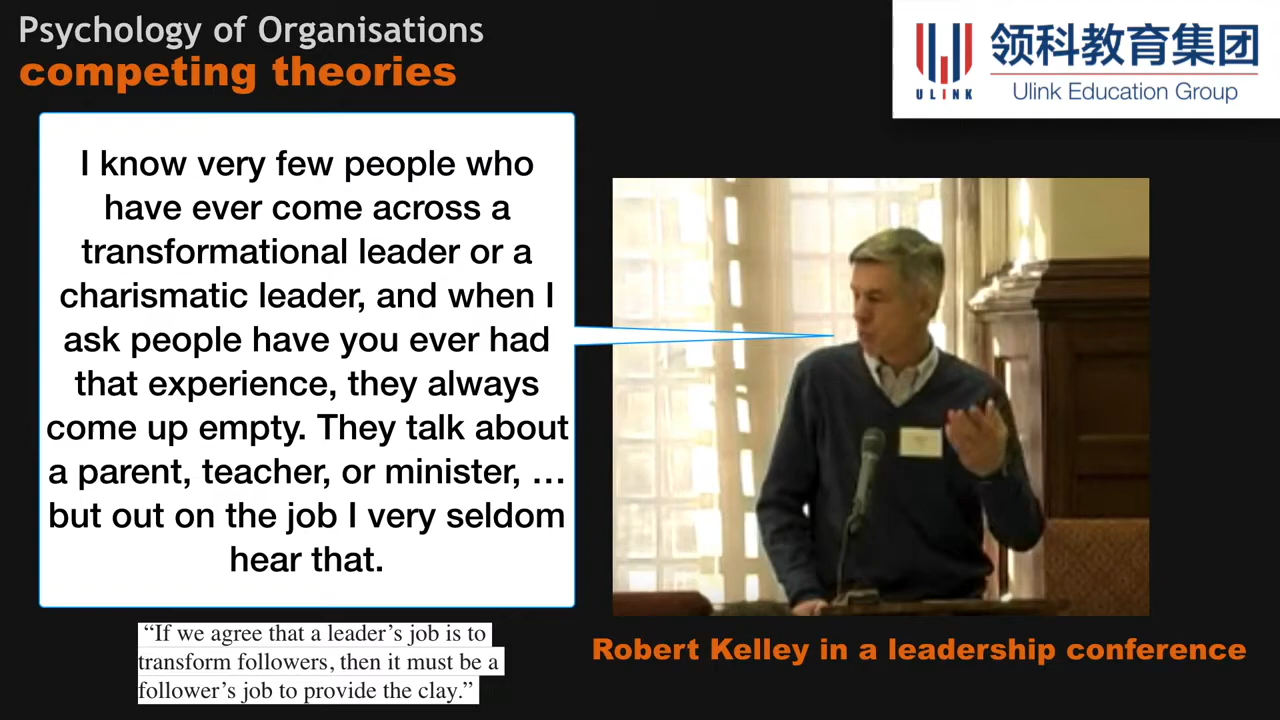 Psychology of Organisations
competing theories
领科教育集团
ULINK
Ulink Education Group
I know very few people who
have ever come across a
transformational leader or a
charismatic leader, and when I
ask people have you ever had
that experience, they always
come up empty. They talk about
a parent, teacher, or minister, …
but out on the job I very seldom
hear that.
“If we agree that a leader’s job is to
transform followers, then it must be a
follower’s job to provide the clay.”
Robert Kelley in a leadership conference